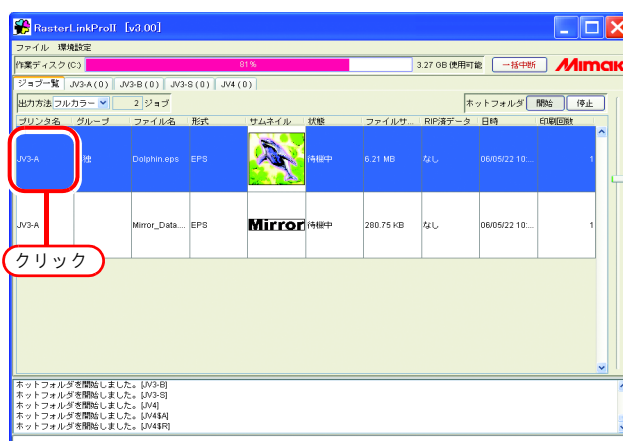 RasterLinkProII [v3.00]
ファイル 環境設定
作業ディスク(C:) 81% 3.27 GB 使用可能 一括中断 Mimak
ジョブ一覧 JV3-A ( 0 ) JV3-B ( 0 ) JV3-S ( 0 ) JV4 ( 0 )
出力方法 フルカラー 2 ジョブ ホットフォルダ 開始 停止
プリンタ名 グループ ファイル名 形式 サムネイル 状態 ファイルサ... RIP済データ 日時 印刷回数
JV3-A 独 Dolphin.eps EPS 待機中 6.21 MB なし 06/05/22 10:... 1
JV3-A Mirror_Data.... EPS Mirror 待機中 280.75 KB なし 06/05/22 10:... 1
クリック
ホットフォルダを開始しました。[JV3-B]
ホットフォルダを開始しました。[JV3-S]
ホットフォルダを開始しました。[JV4]
ホットフォルダを開始しました。[JV4$A]
ホットフォルダを開始しました。[JV4$R]